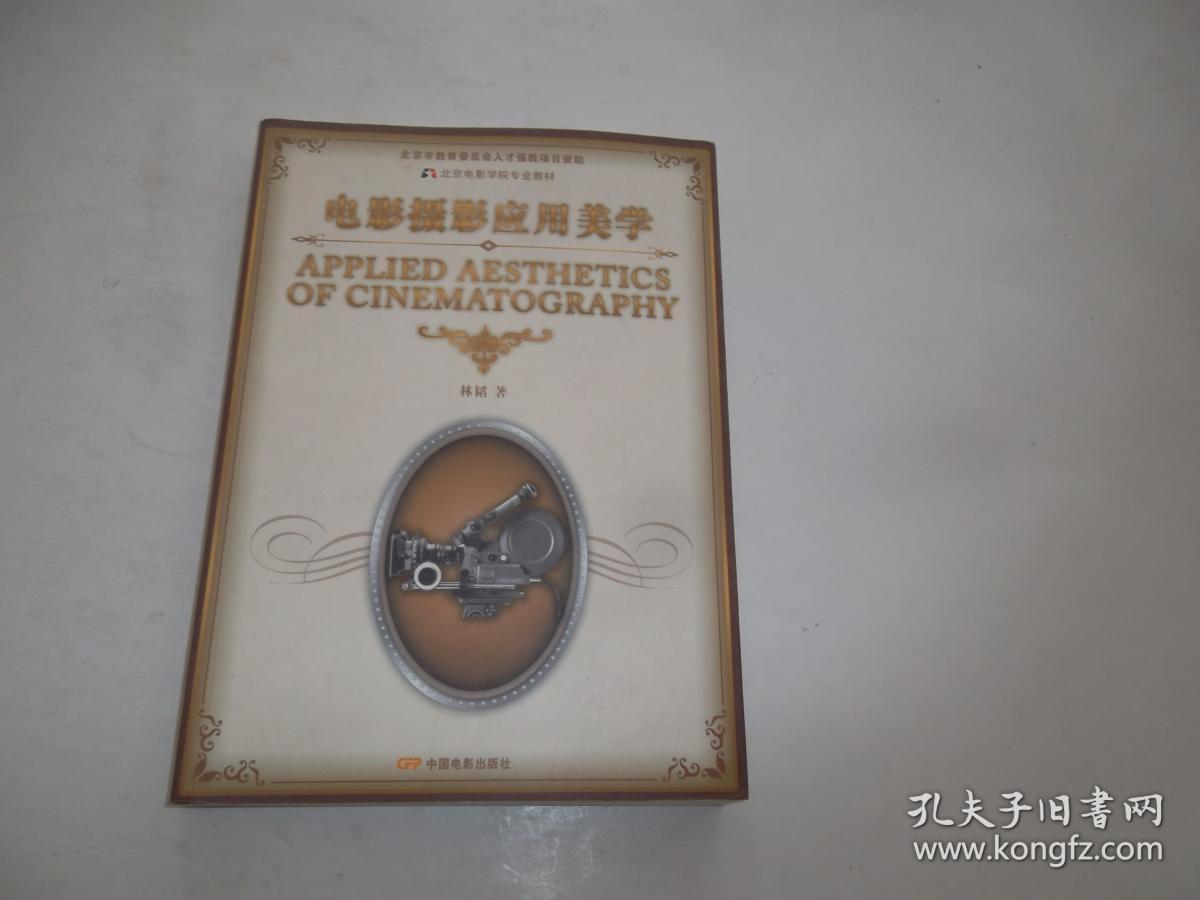 北京市教育委员会人才强教项目资助
北京电影学院专业教材
电影摄影应用美学
APPLIED AESTHETICS
OF CINEMATOGRAPHY
林韬 著
CFP 中国电影出版社
孔夫子旧书网
www.kongfz.com